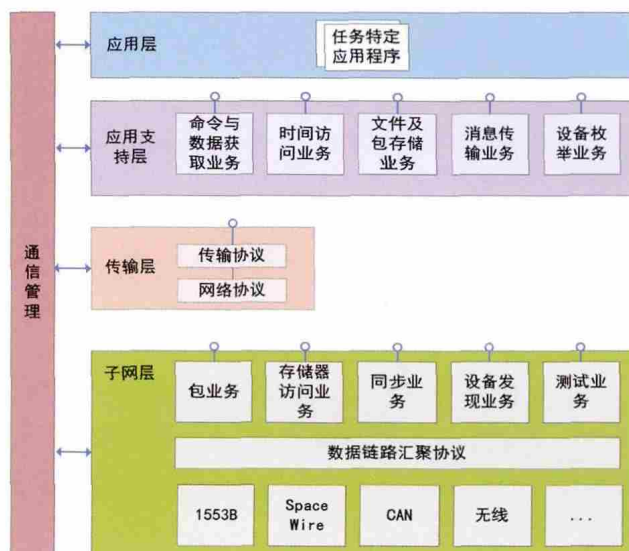 通信管理
应用层
任务特定
应用程序
应用支
持层
命令与
数据获
取业务
时间访
问业务
文件及
包存储
业务
消息传
输业务
设备枚
举业务
传输层
传输协议
网络协议
子网层
包业务
存储器
访问业
务
同步业
务
设备发
现业务
测试业
务
数据链路汇聚协议
1553B
Space
Wire
CAN
无线
...